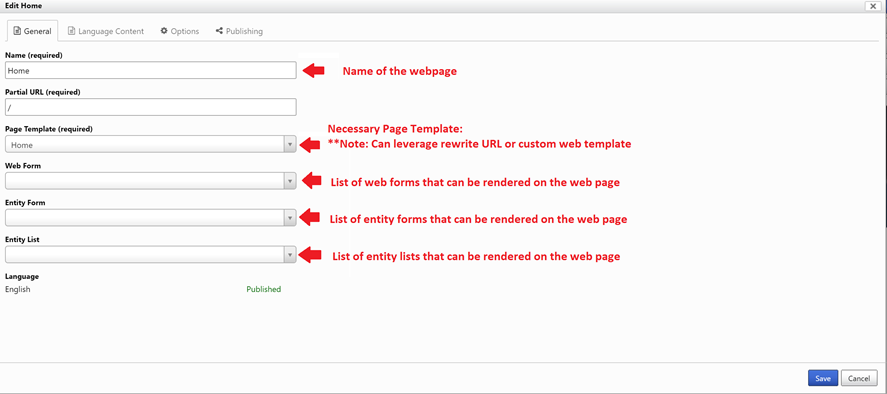 Edit Home
General
Language Content
Options
Publishing
Name (required)
Home
Name of the webpage
Partial URL (required)
/
Page Template (required)
Necessary Page Template:
Home
**Note: Can leverage rewrite URL or custom web template
Web Form
List of web forms that can be rendered on the web page
Entity Form
List of entity forms that can be rendered on the web page
Entity List
List of entity lists that can be rendered on the web page
Language
English
Published
Save
Cancel